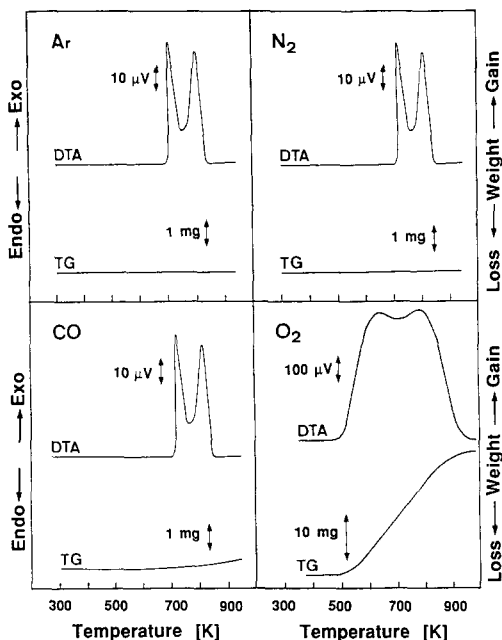 Ar
10 μV
DTA
1 mg
TG
Endo
Exo
N2
10 μV
DTA
1 mg
TG
Loss
Weight
Gain
CO
10 μV
DTA
1 mg
TG
Endo
Exo
300 500 700 900
Temperature [K]
O2
100 μV
DTA
10 mg
TG
Loss
Weight
Gain
300 500 700 900
Temperature [K]